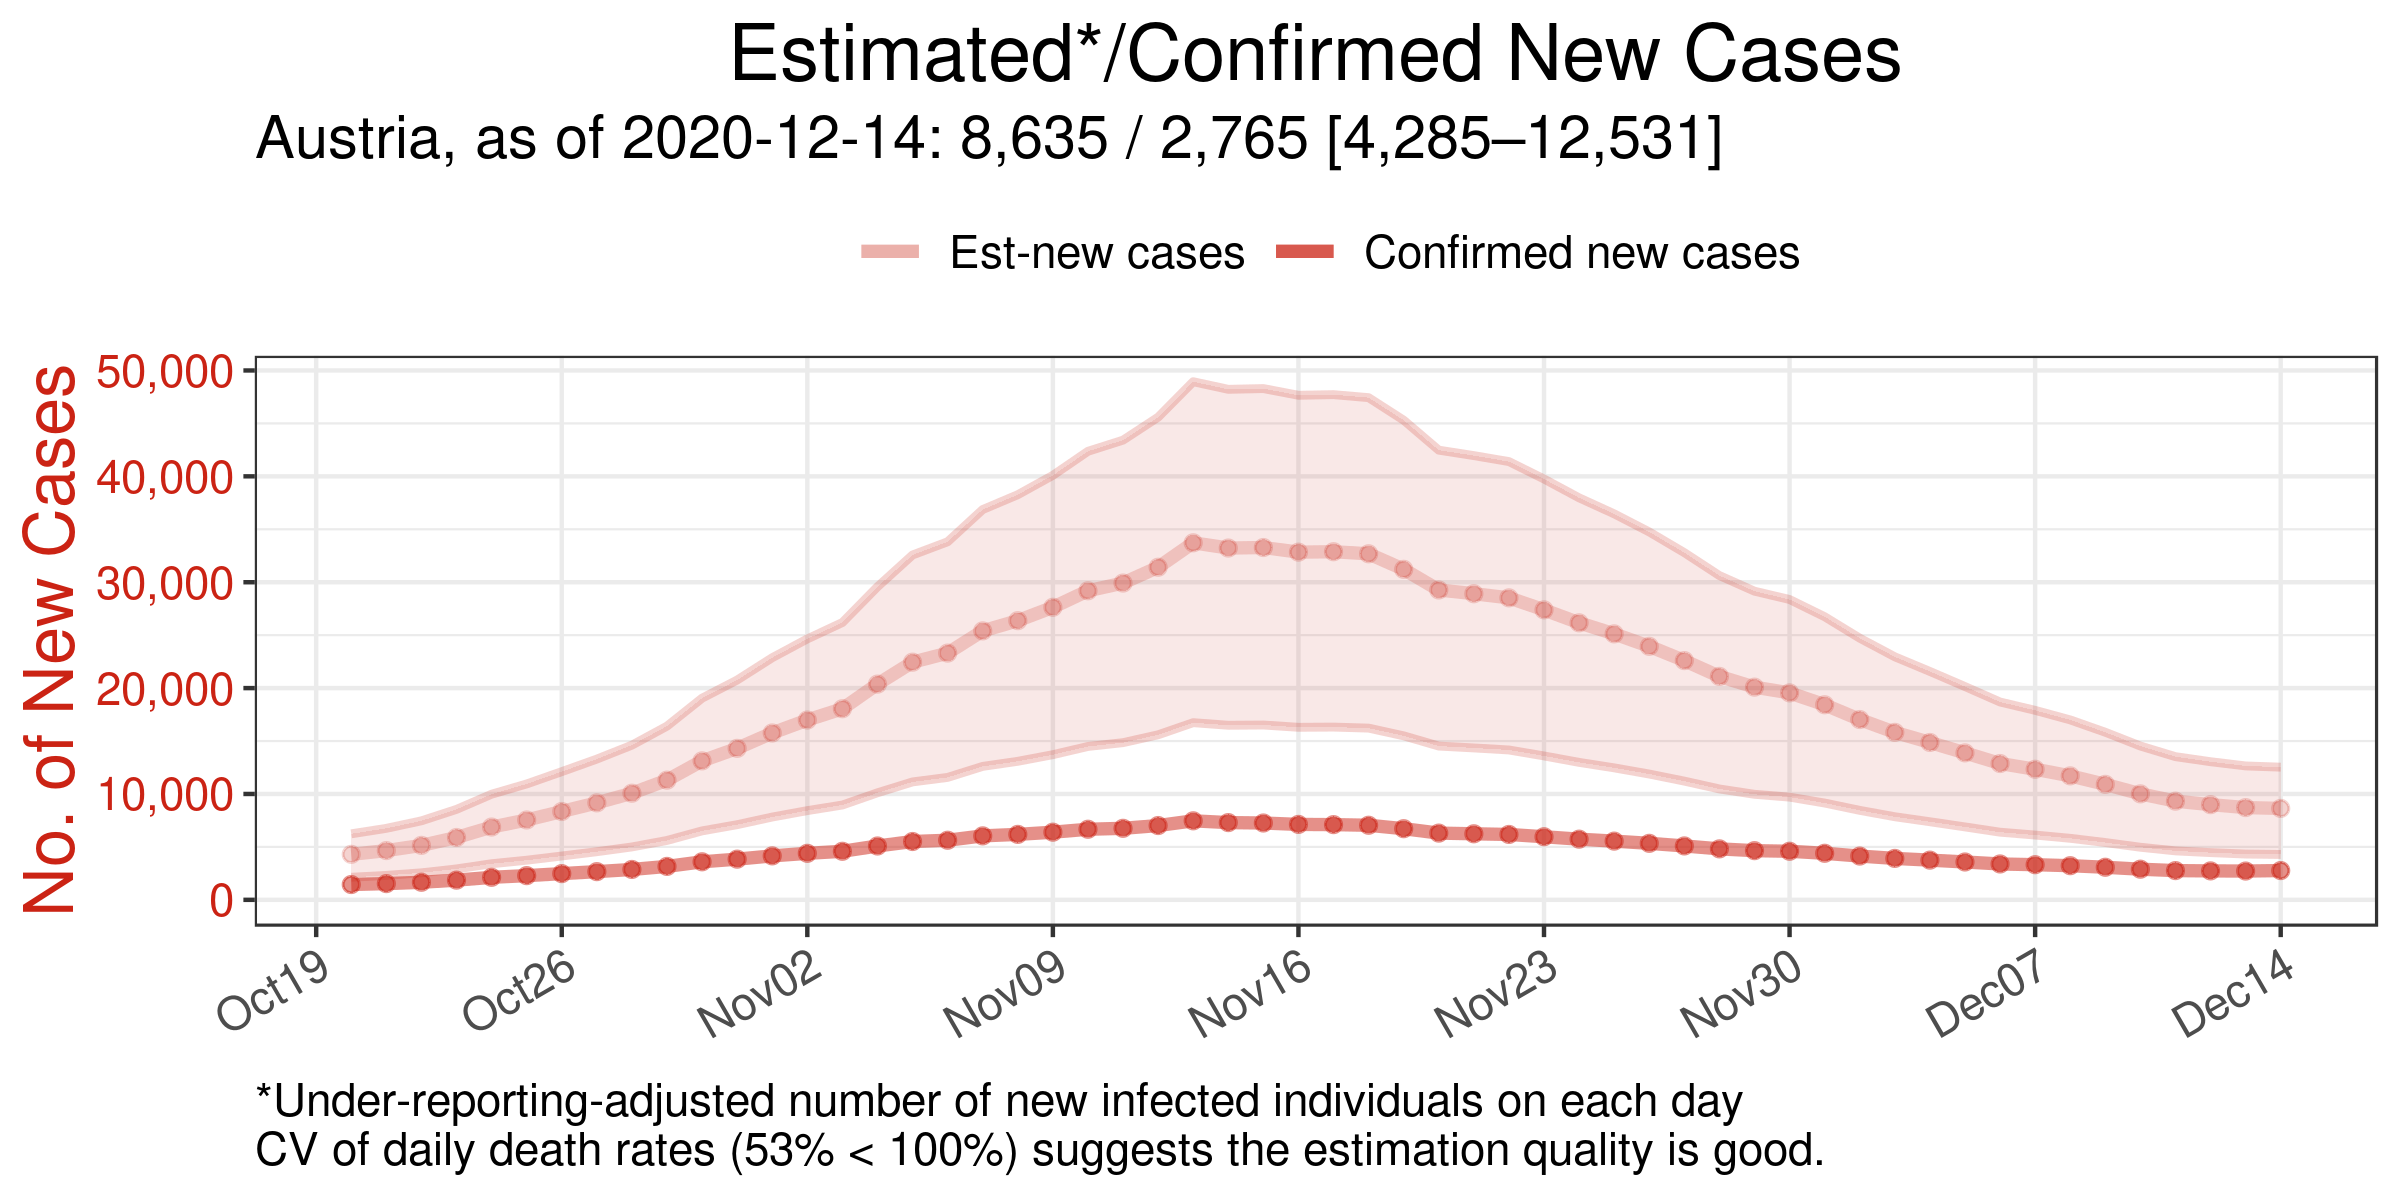 Estimated*/Confirmed New Cases
Austria, as of 2020-12-14: 8,635 / 2,765 [4,285–12,531]
Est-new cases
Confirmed new cases
No. of New Cases
50,000
40,000
30,000
20,000
10,000
0
Oct19
Oct26
Nov02
Nov09
Nov16
Nov23
Nov30
Dec07
Dec14
*Under-reporting-adjusted number of new infected individuals on each day
CV of daily death rates (53% < 100%) suggests the estimation quality is good.